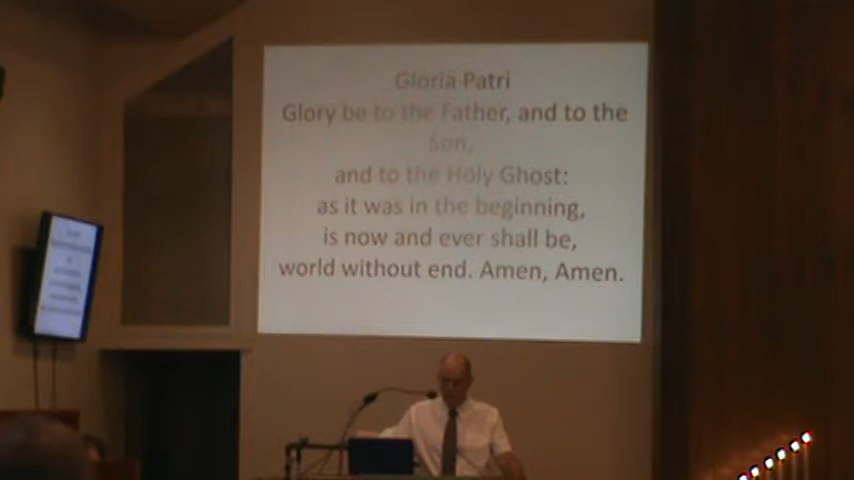 Gloria Patri
Glory be to the Father, and to the
Son,
and to the Holy Ghost:
as it was in the beginning,
is now and ever shall be,
world without end. Amen, Amen.